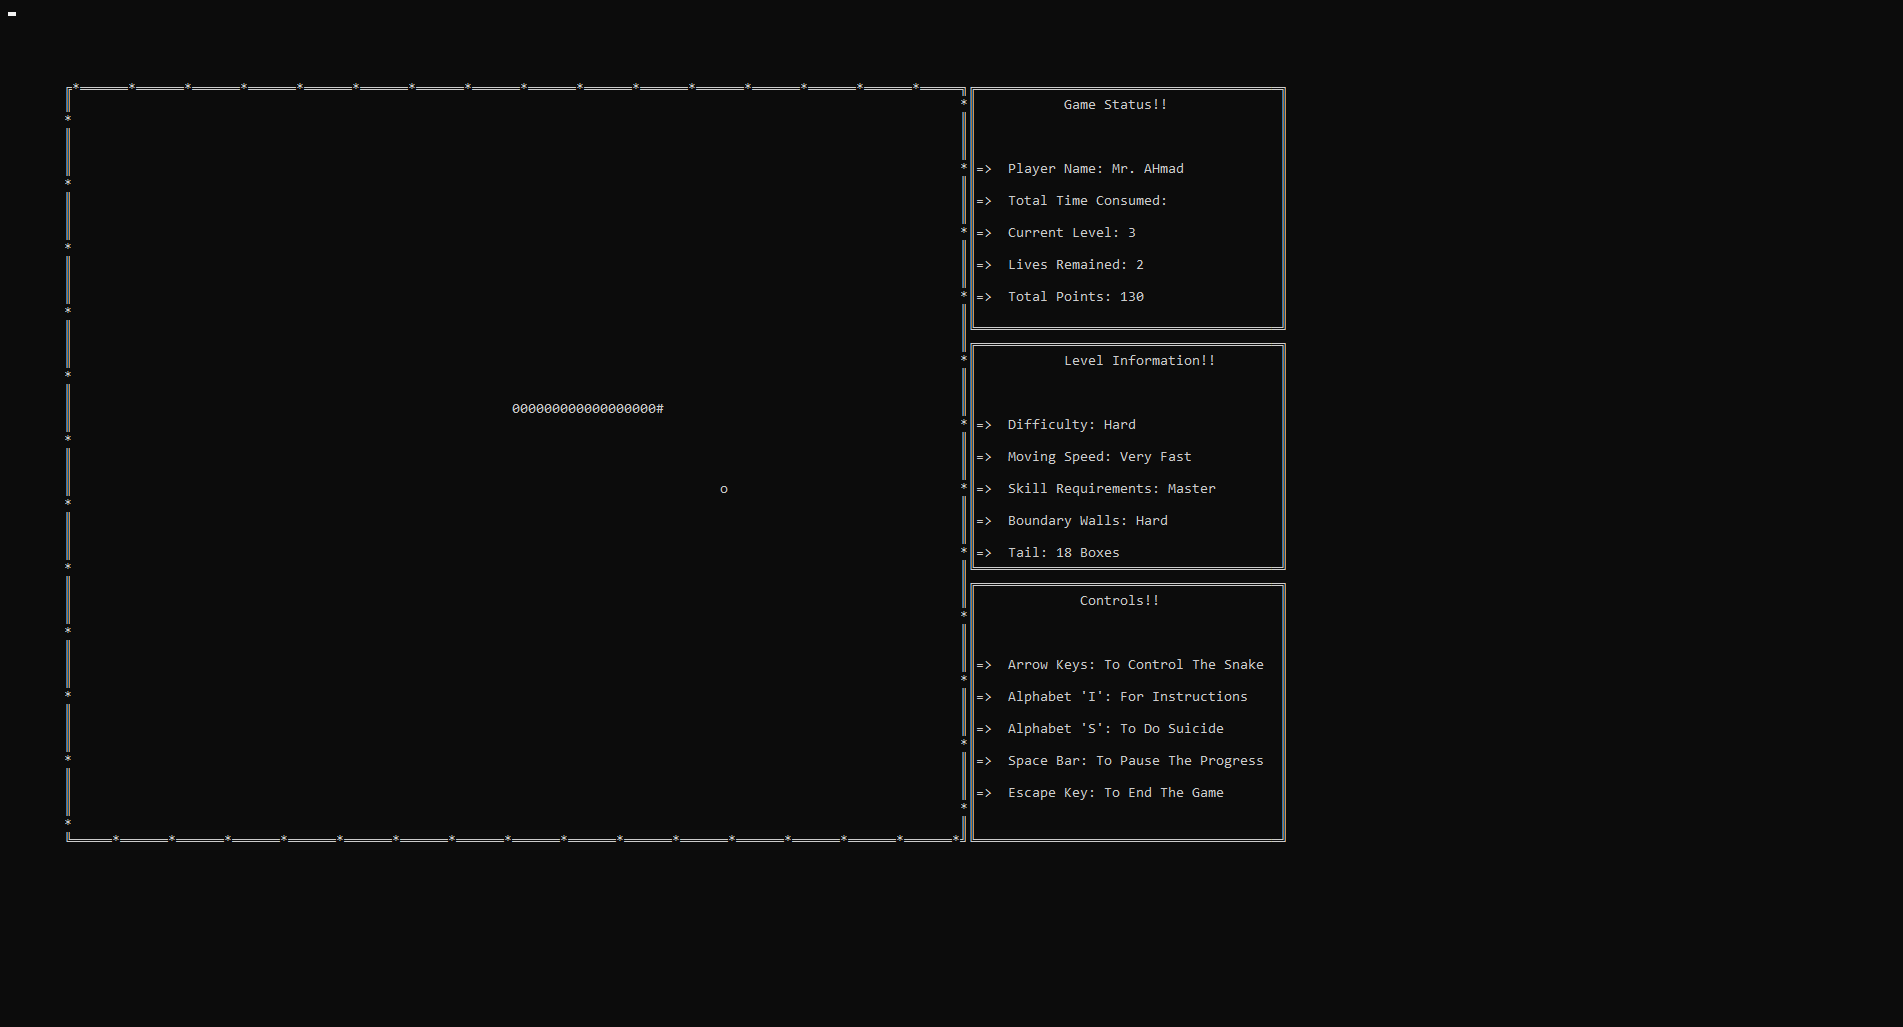 Game Status!!
=> Player Name: Mr. AHmad
=> Total Time Consumed:
=> Current Level: 3
=> Lives Remained: 2
=> Total Points: 130
Level Information!!
000000000000000000#
=> Difficulty: Hard
=> Moving Speed: Very Fast
o
=> Skill Requirements: Master
=> Boundary Walls: Hard
=> Tail: 18 Boxes
Controls!!
=> Arrow Keys: To Control The Snake
=> Alphabet 'I': For Instructions
=> Alphabet 'S': To Do Suicide
=> Space Bar: To Pause The Progress
=> Escape Key: To End The Game